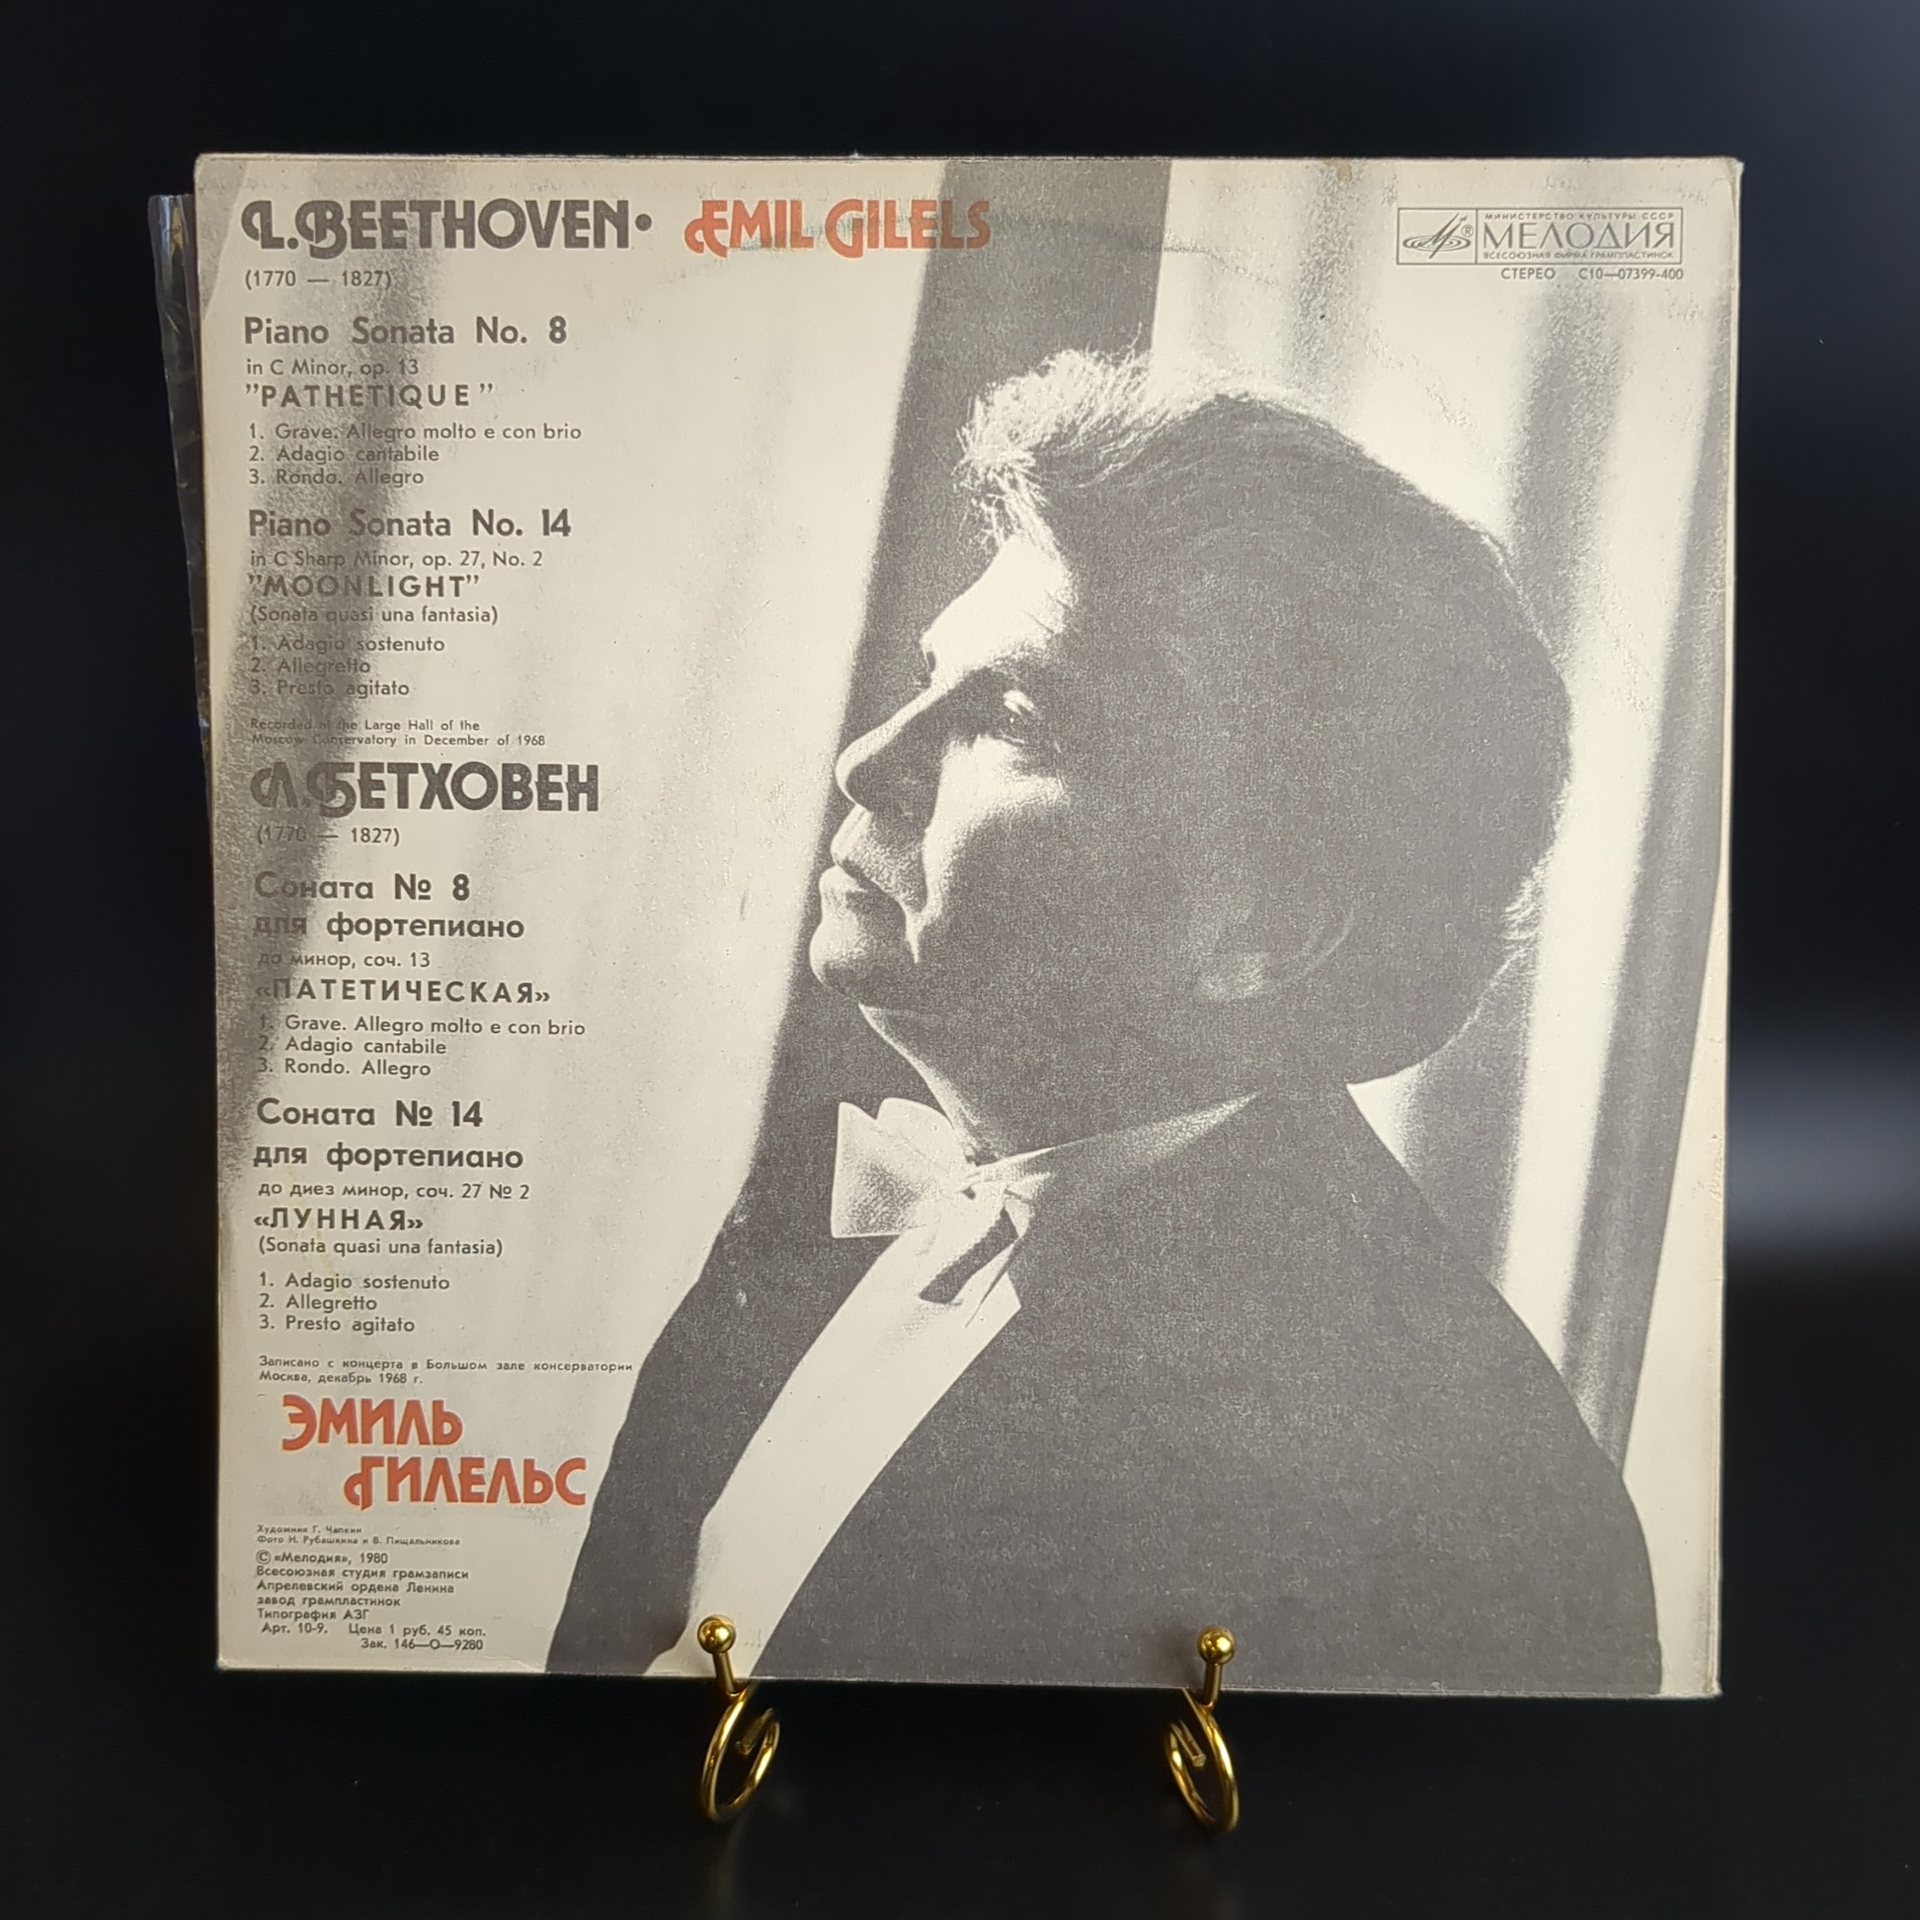 L. BEETHOVEN • EMIL GILELS
(1770 — 1827)
МИНИСТЕРСТВО КУЛЬТУРЫ СССР
МЕЛОДИЯ
ВСЕСОЮЗНАЯ ФИРМА ГРАМПЛАСТИНОК
СТЕРЕО С10—07399-400
Piano Sonata No. 8
in C Minor, op. 13
"PATHETIQUE"
1. Grave. Allegro molto e con brio
2. Adagio cantabile
3. Rondo. Allegro
Piano Sonata No. 14
in C Sharp Minor, op. 27, No. 2
"MOONLIGHT"
(Sonata quasi una fantasia)
1. Adagio sostenuto
2. Allegretto
3. Presto agitato
Recorded at the Large Hall of the
Moscow Conservatory in December of 1968
Л. БЕТХОВЕН
(1770 — 1827)
Соната № 8
для фортепиано
до минор, соч. 13
«ПАТЕТИЧЕСКАЯ»
1. Grave. Allegro molto e con brio
2. Adagio cantabile
3. Rondo. Allegro
Соната № 14
для фортепиано
до диез минор, соч. 27 № 2
«ЛУННАЯ»
(Sonata quasi una fantasia)
1. Adagio sostenuto
2. Allegretto
3. Presto agitato
Записано с концерта в Большом зале консерватории
Москва, декабрь 1968 г.
ЭМИЛЬ
ГИЛЕЛЬС
Художник Г. Чапкин
Фото Н. Рубашкина и В. Пищальникова
© «Мелодия», 1980
Всесоюзная студия грамзаписи
Апрелевский ордена Ленина
завод грампластинок
Типография АЗГ
Арт. 10-9. Цена 1 руб. 45 коп.
Зак. 146—О—9280